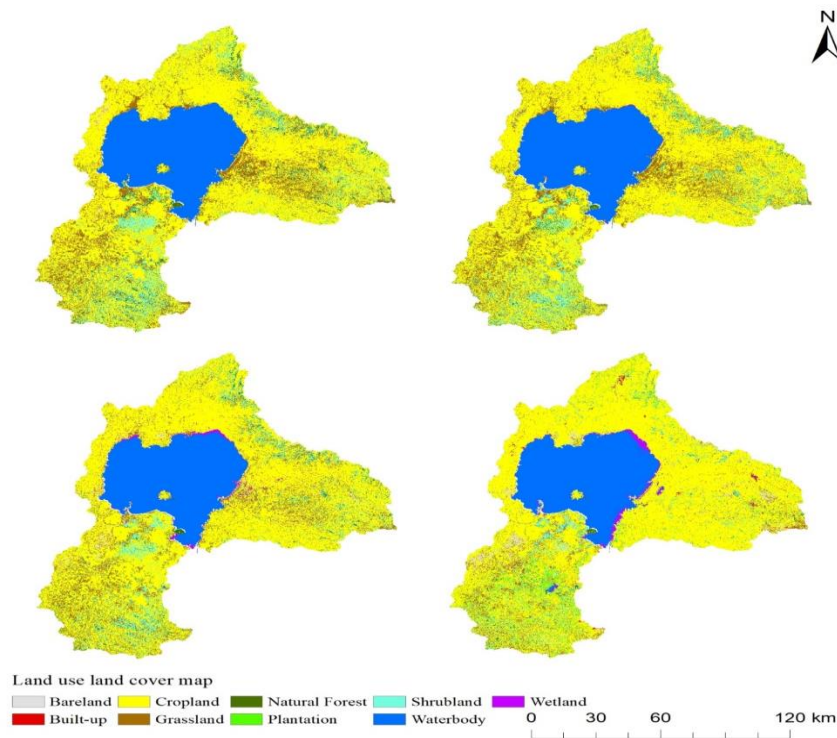 N
Land use land cover map
Bareland Cropland Natural Forest Shrubland Wetland
Built-up Grassland Plantation Waterbody
0 30 60 120 km